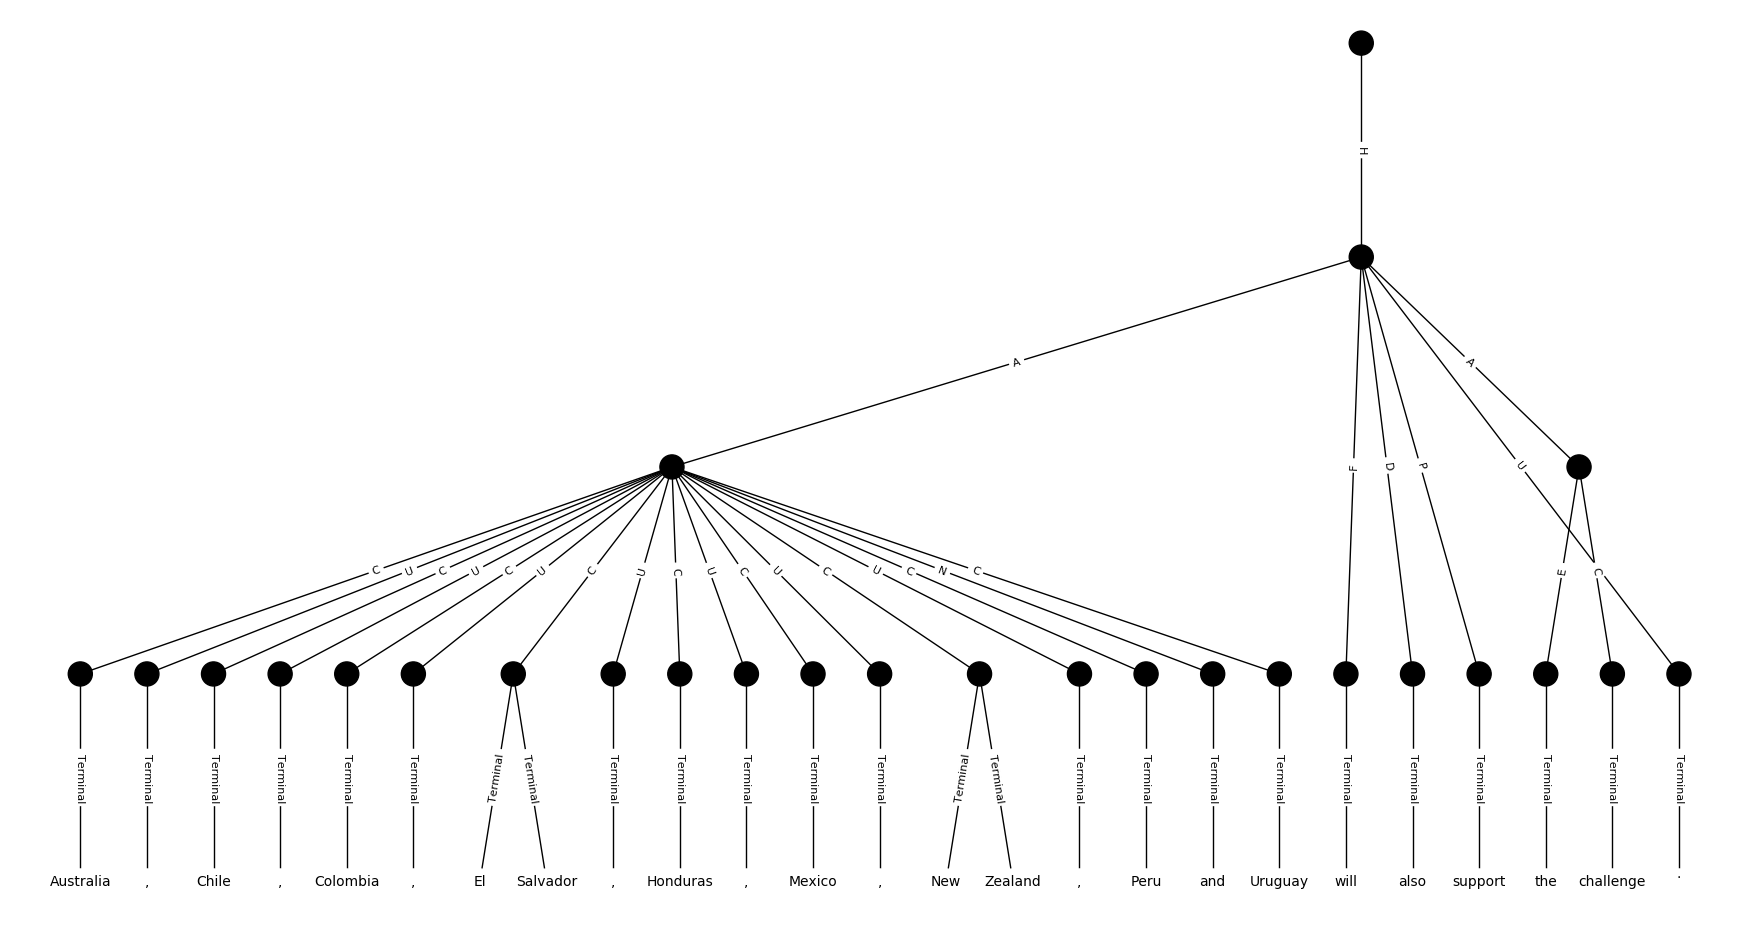 H
A
A
F
D
P
U
C
U
C
U
C
U
C
U
C
U
C
U
C
U
C
N
C
E
C
Terminal Terminal Terminal Terminal Terminal Terminal Terminal Terminal Terminal Terminal Terminal Terminal Terminal Terminal Terminal Terminal Terminal Terminal Terminal Terminal Terminal Terminal Terminal Terminal Terminal
Australia , Chile , Colombia , El Salvador , Honduras , Mexico , New Zealand , Peru and Uruguay will also support the challenge .